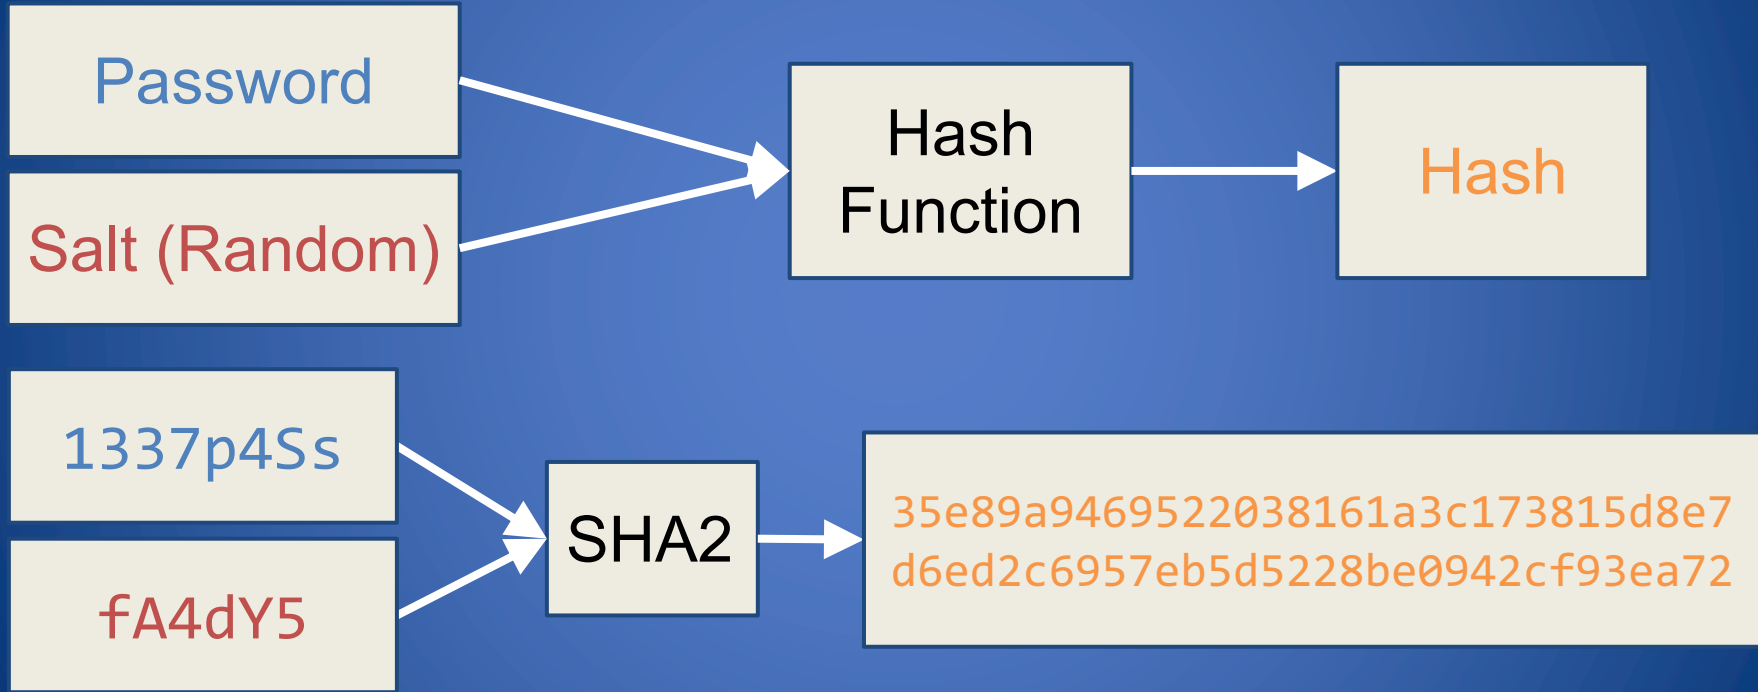 Password
Salt (Random)
Hash
Function
Hash
1337p4Ss
fA4dY5
SHA2
35e89a9469522038161a3c173815d8e7
d6ed2c6957eb5d5228be0942cf93ea72